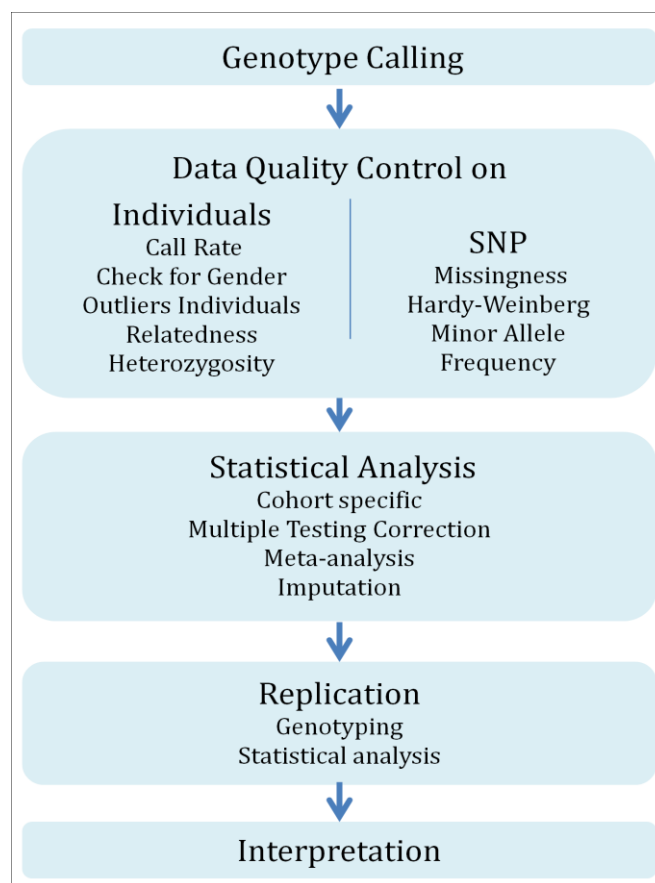 Genotype Calling
Data Quality Control on
Individuals
Call Rate
Check for Gender
Outliers Individuals
Relatedness
Heterozygosity
SNP
Missingness
Hardy-Weinberg
Minor Allele
Frequency
Statistical Analysis
Cohort specific
Multiple Testing Correction
Meta-analysis
Imputation
Replication
Genotyping
Statistical analysis
Interpretation